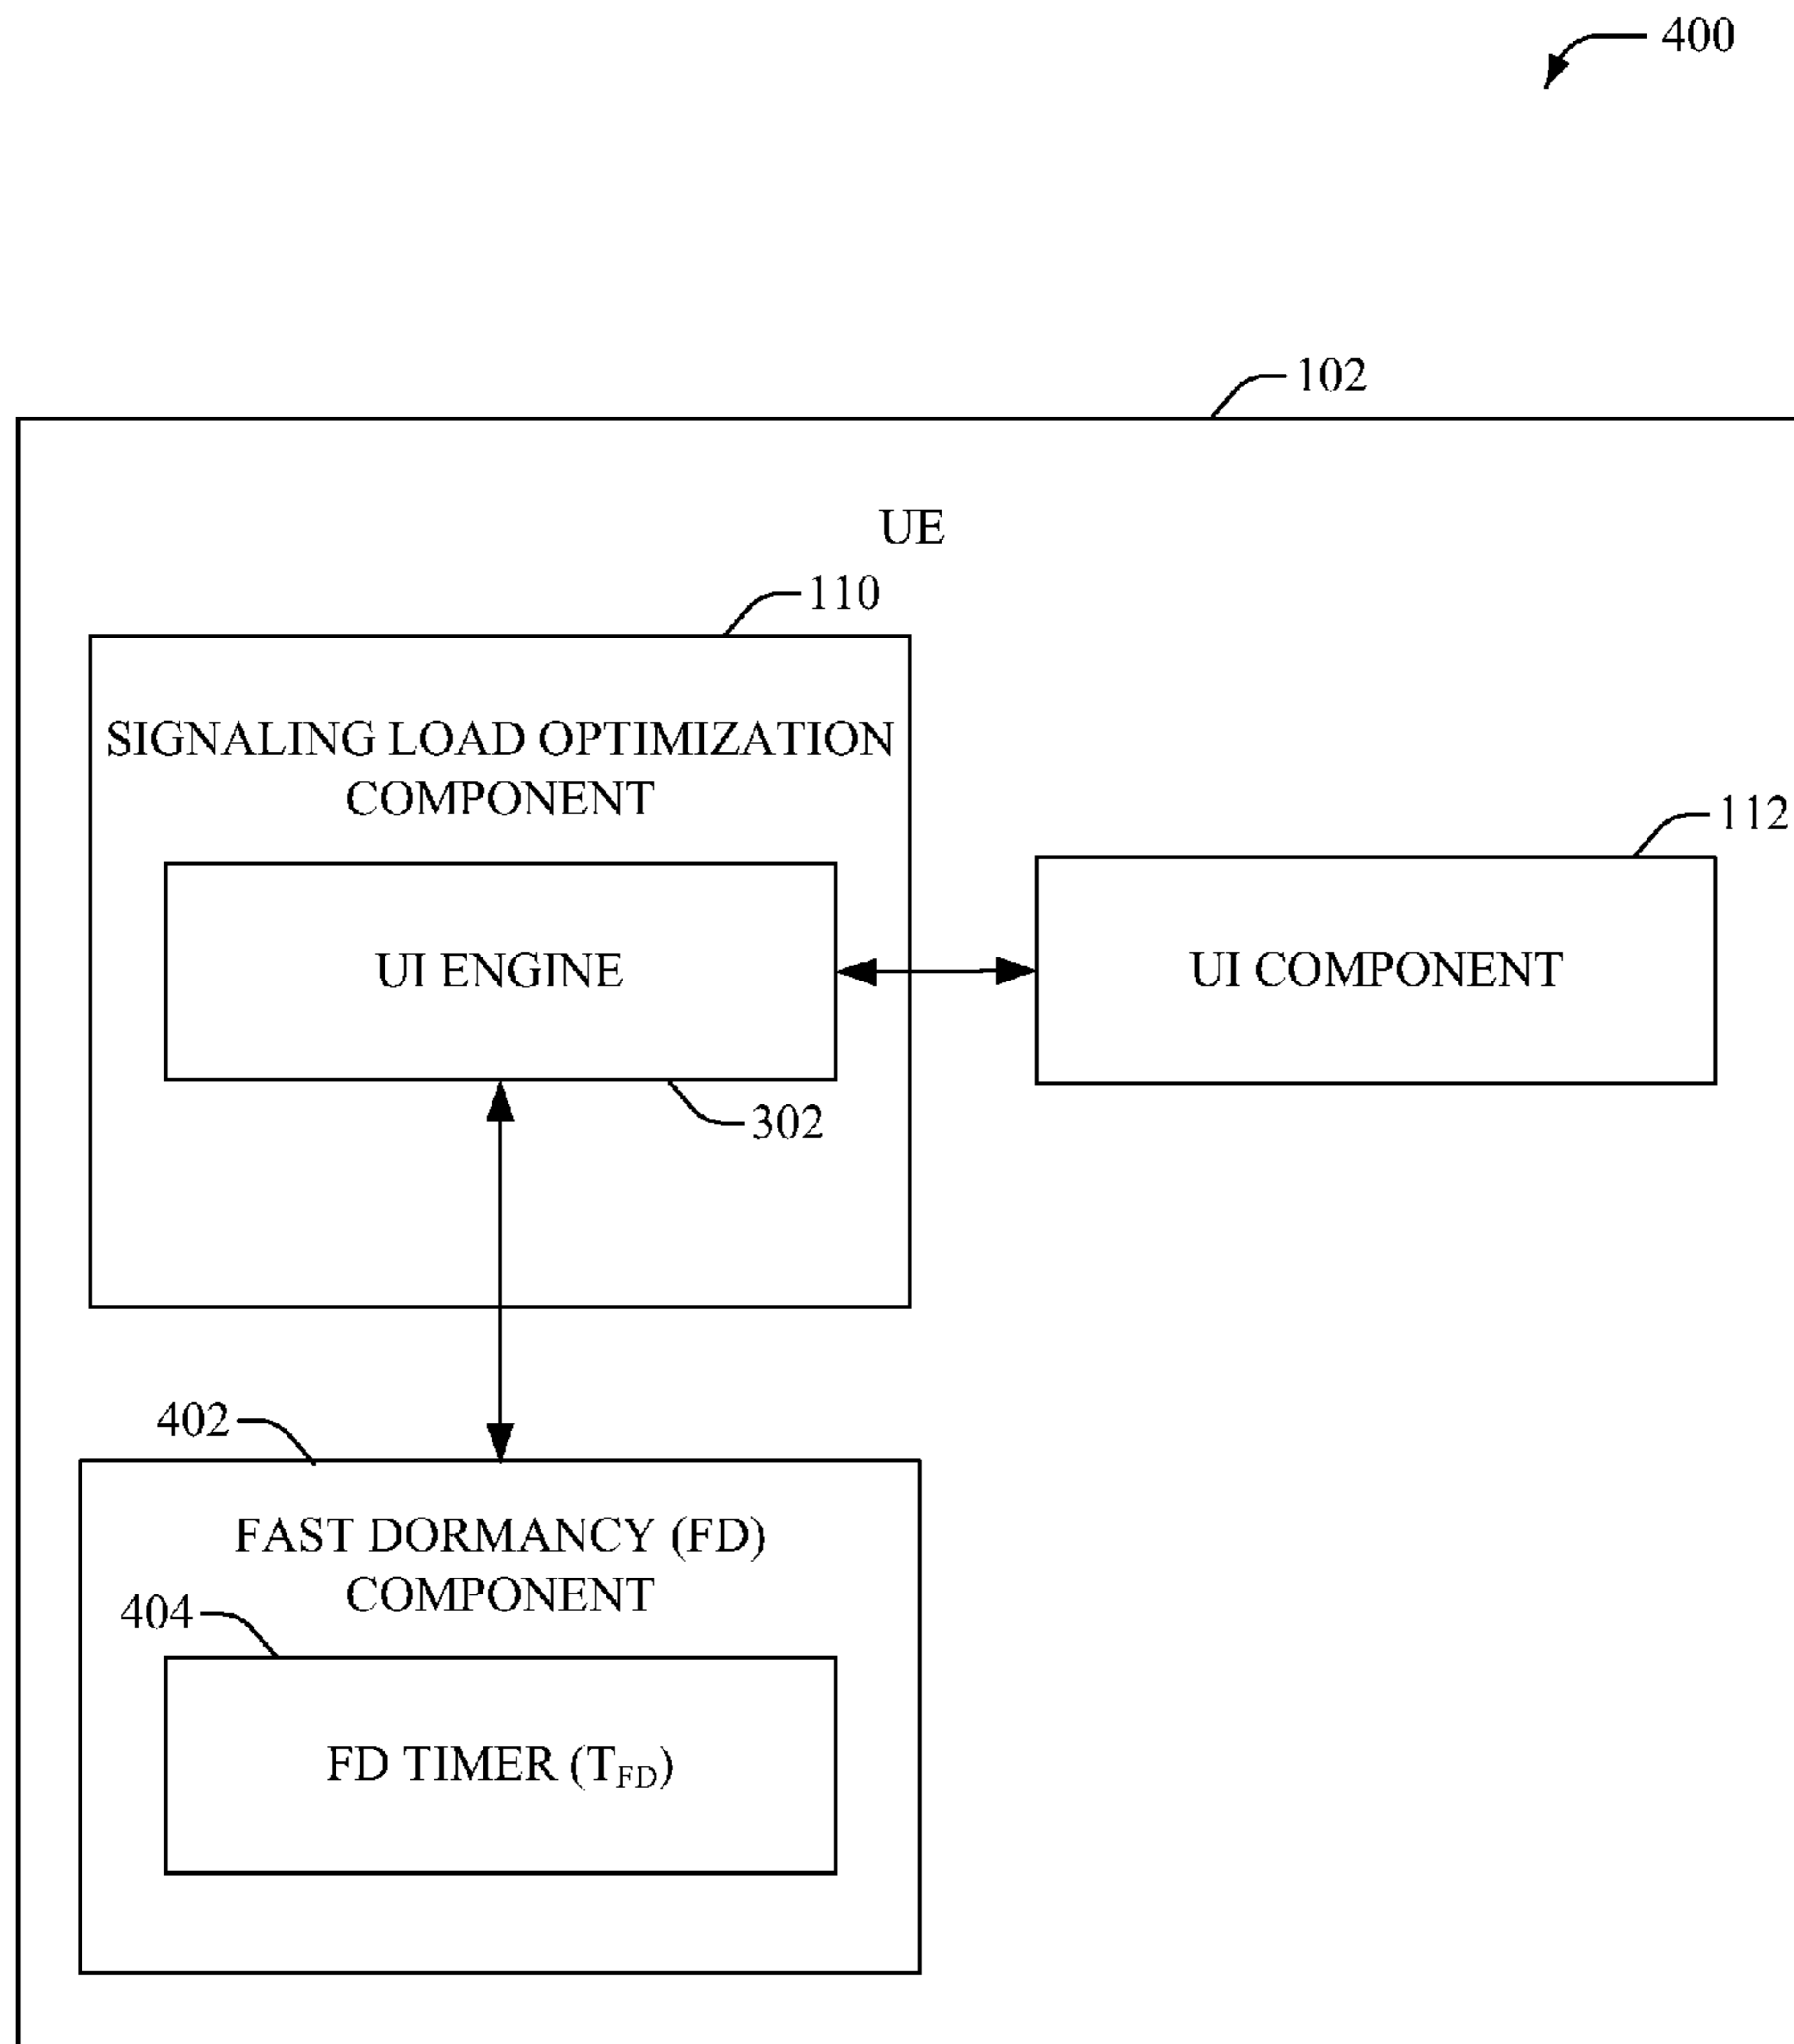 400
102
UE
110
SIGNALING LOAD OPTIMIZATION
COMPONENT
112
UI ENGINE
UI COMPONENT
302
402
FAST DORMANCY (FD)
COMPONENT
404
FD TIMER (T_FD)